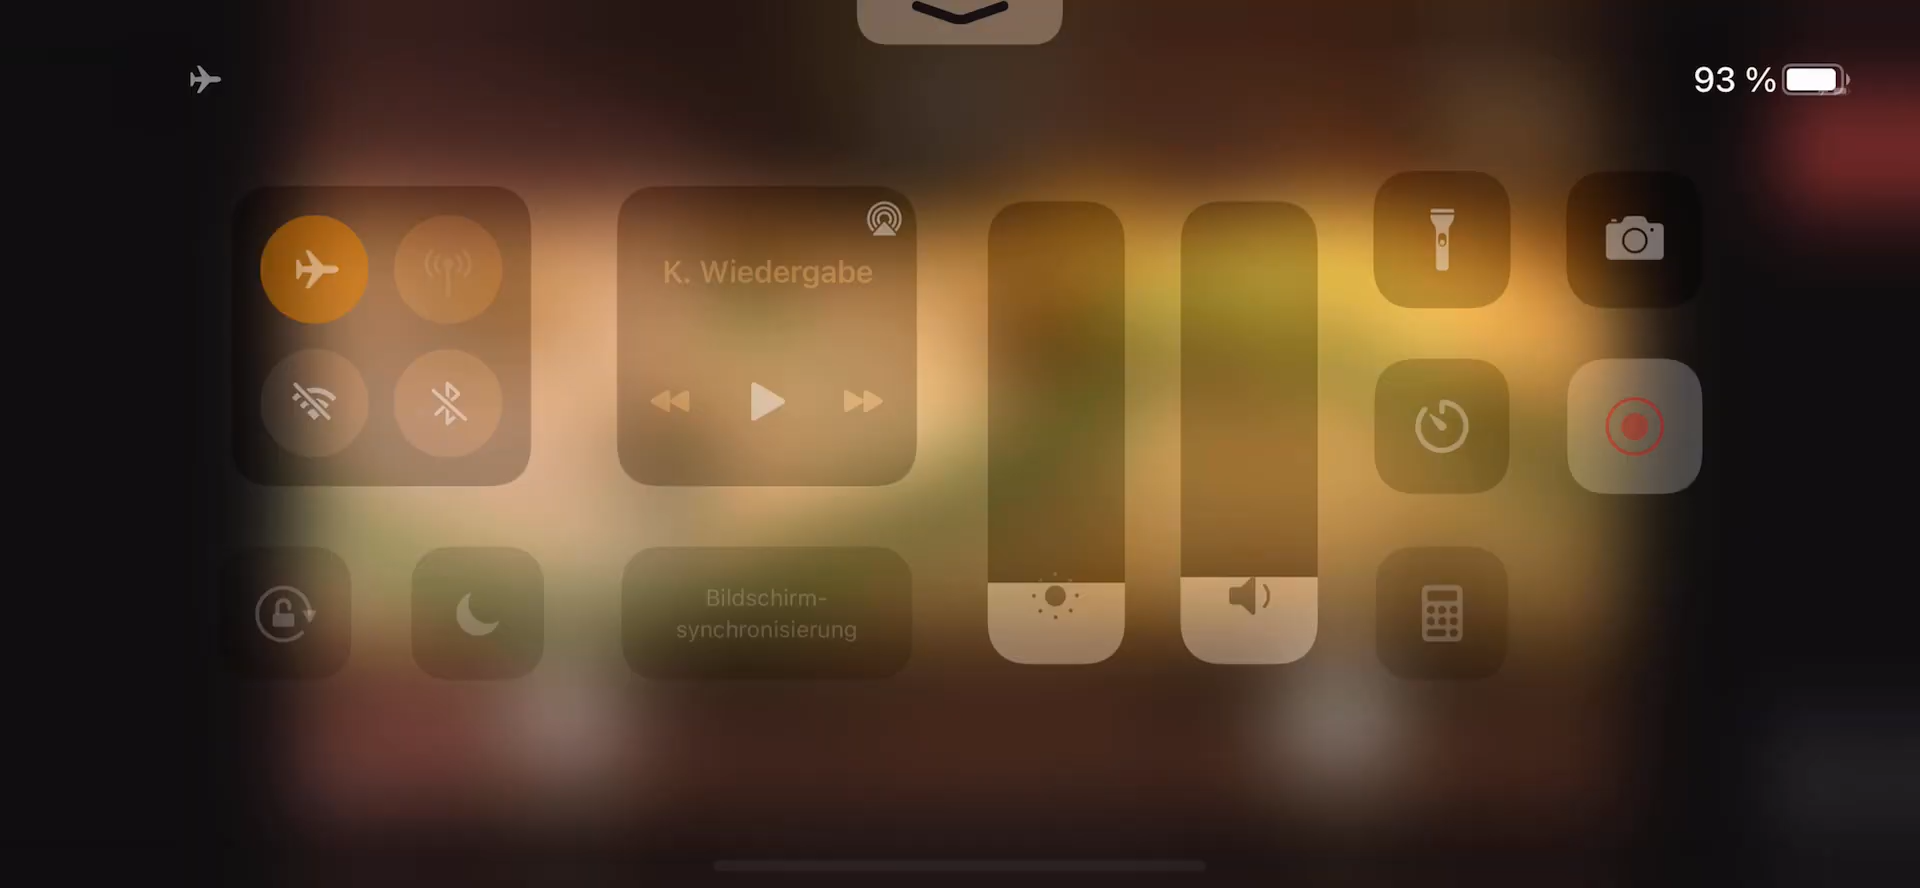 93 %
K. Wiedergabe
Bildschirm-
synchronisierung